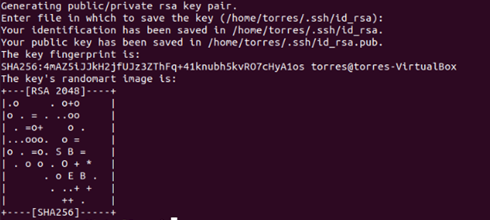 Generating public/private rsa key pair.
Enter file in which to save the key (/home/torres/.ssh/id_rsa):
Your identification has been saved in /home/torres/.ssh/id_rsa.
Your public key has been saved in /home/torres/.ssh/id_rsa.pub.
The key fingerprint is:
SHA256:4mAZ5iJJkH2jfUJz3ZThFq+41knubh5kvRO7cHyA1os torres@torres-VirtualBox
The key's randomart image is:
+---[RSA 2048]----+
|.o     . o+o     |
|o . = . ..oo     |
| . =o+    o .    |
|...ooo.  o =     |
|o . =o. S B =    |
| . o o . O + *   |
|      . o E B .  |
|       . ..+ +   |
|         ++ .    |
+----[SHA256]-----+